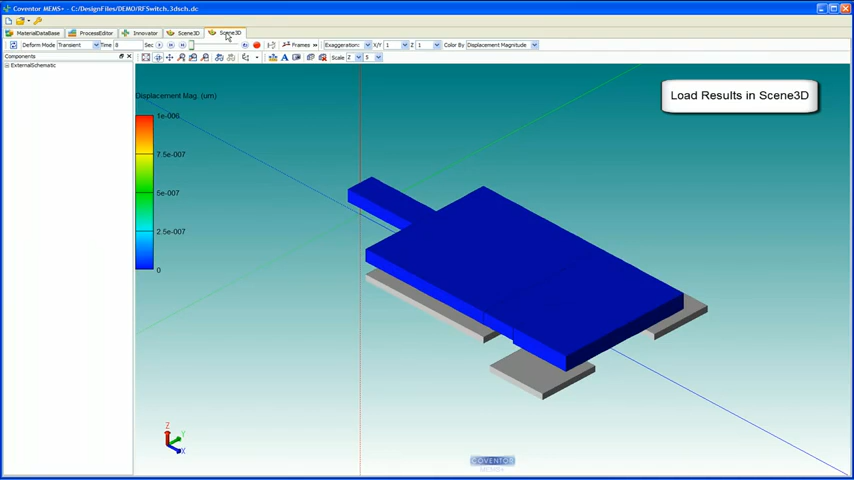 Coventor MEMS+ - C:/DesignFiles/DEMO/RFSwitch.3dsch.dc
MaterialDataBase ProcessEditor Innovator Scene3D Scene3D
Deform Mode Transient Time 8 Sec Frames » Exaggeration: X/Y 1 Z 1 Color By Displacement Magnitude
A Scale Z 5
Components
ExternalSchematic
Load Results in Scene3D
Displacement Mag. (um)
1e-006
7.5e-007
5e-007
2.5e-007
0
Z
Y
X
COVENTOR
MEMS+